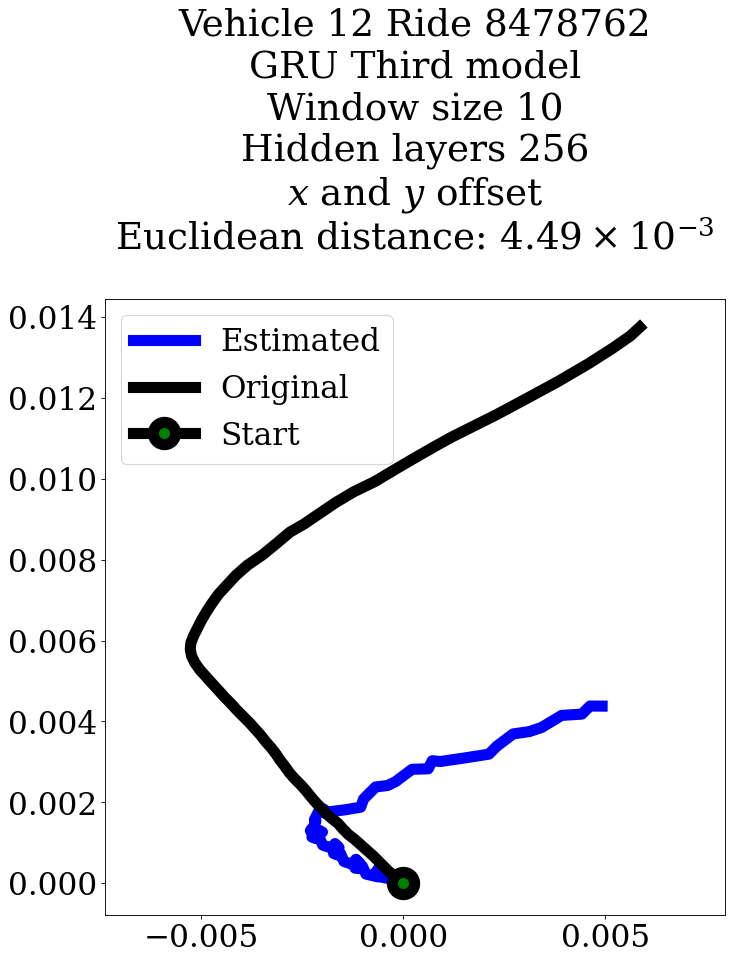 Vehicle 12 Ride 8478762
GRU Third model
Window size 10
Hidden layers 256
x and y offset
Euclidean distance: 4.49 × 10⁻³
0.014
0.012
0.010
0.008
0.006
0.004
0.002
0.000
Estimated
Original
Start
−0.005
0.000
0.005